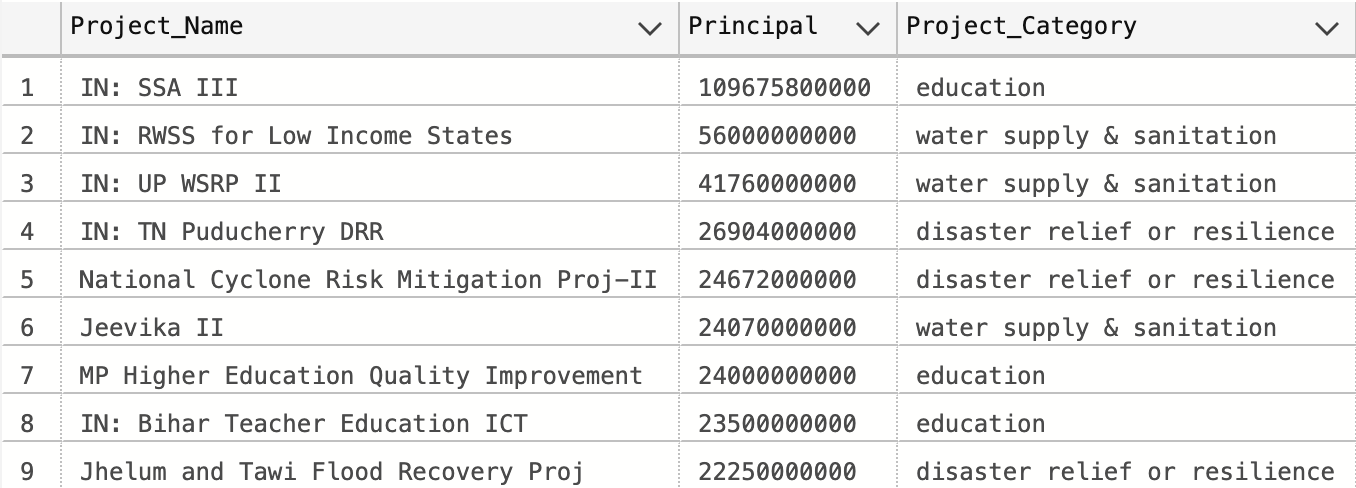 Project_Name Principal Project_Category
1 IN: SSA III 109675800000 education
2 IN: RWSS for Low Income States 56000000000 water supply & sanitation
3 IN: UP WSRP II 41760000000 water supply & sanitation
4 IN: TN Puducherry DRR 26904000000 disaster relief or resilience
5 National Cyclone Risk Mitigation Proj-II 24672000000 disaster relief or resilience
6 Jeevika II 24070000000 water supply & sanitation
7 MP Higher Education Quality Improvement 24000000000 education
8 IN: Bihar Teacher Education ICT 23500000000 education
9 Jhelum and Tawi Flood Recovery Proj 22250000000 disaster relief or resilience